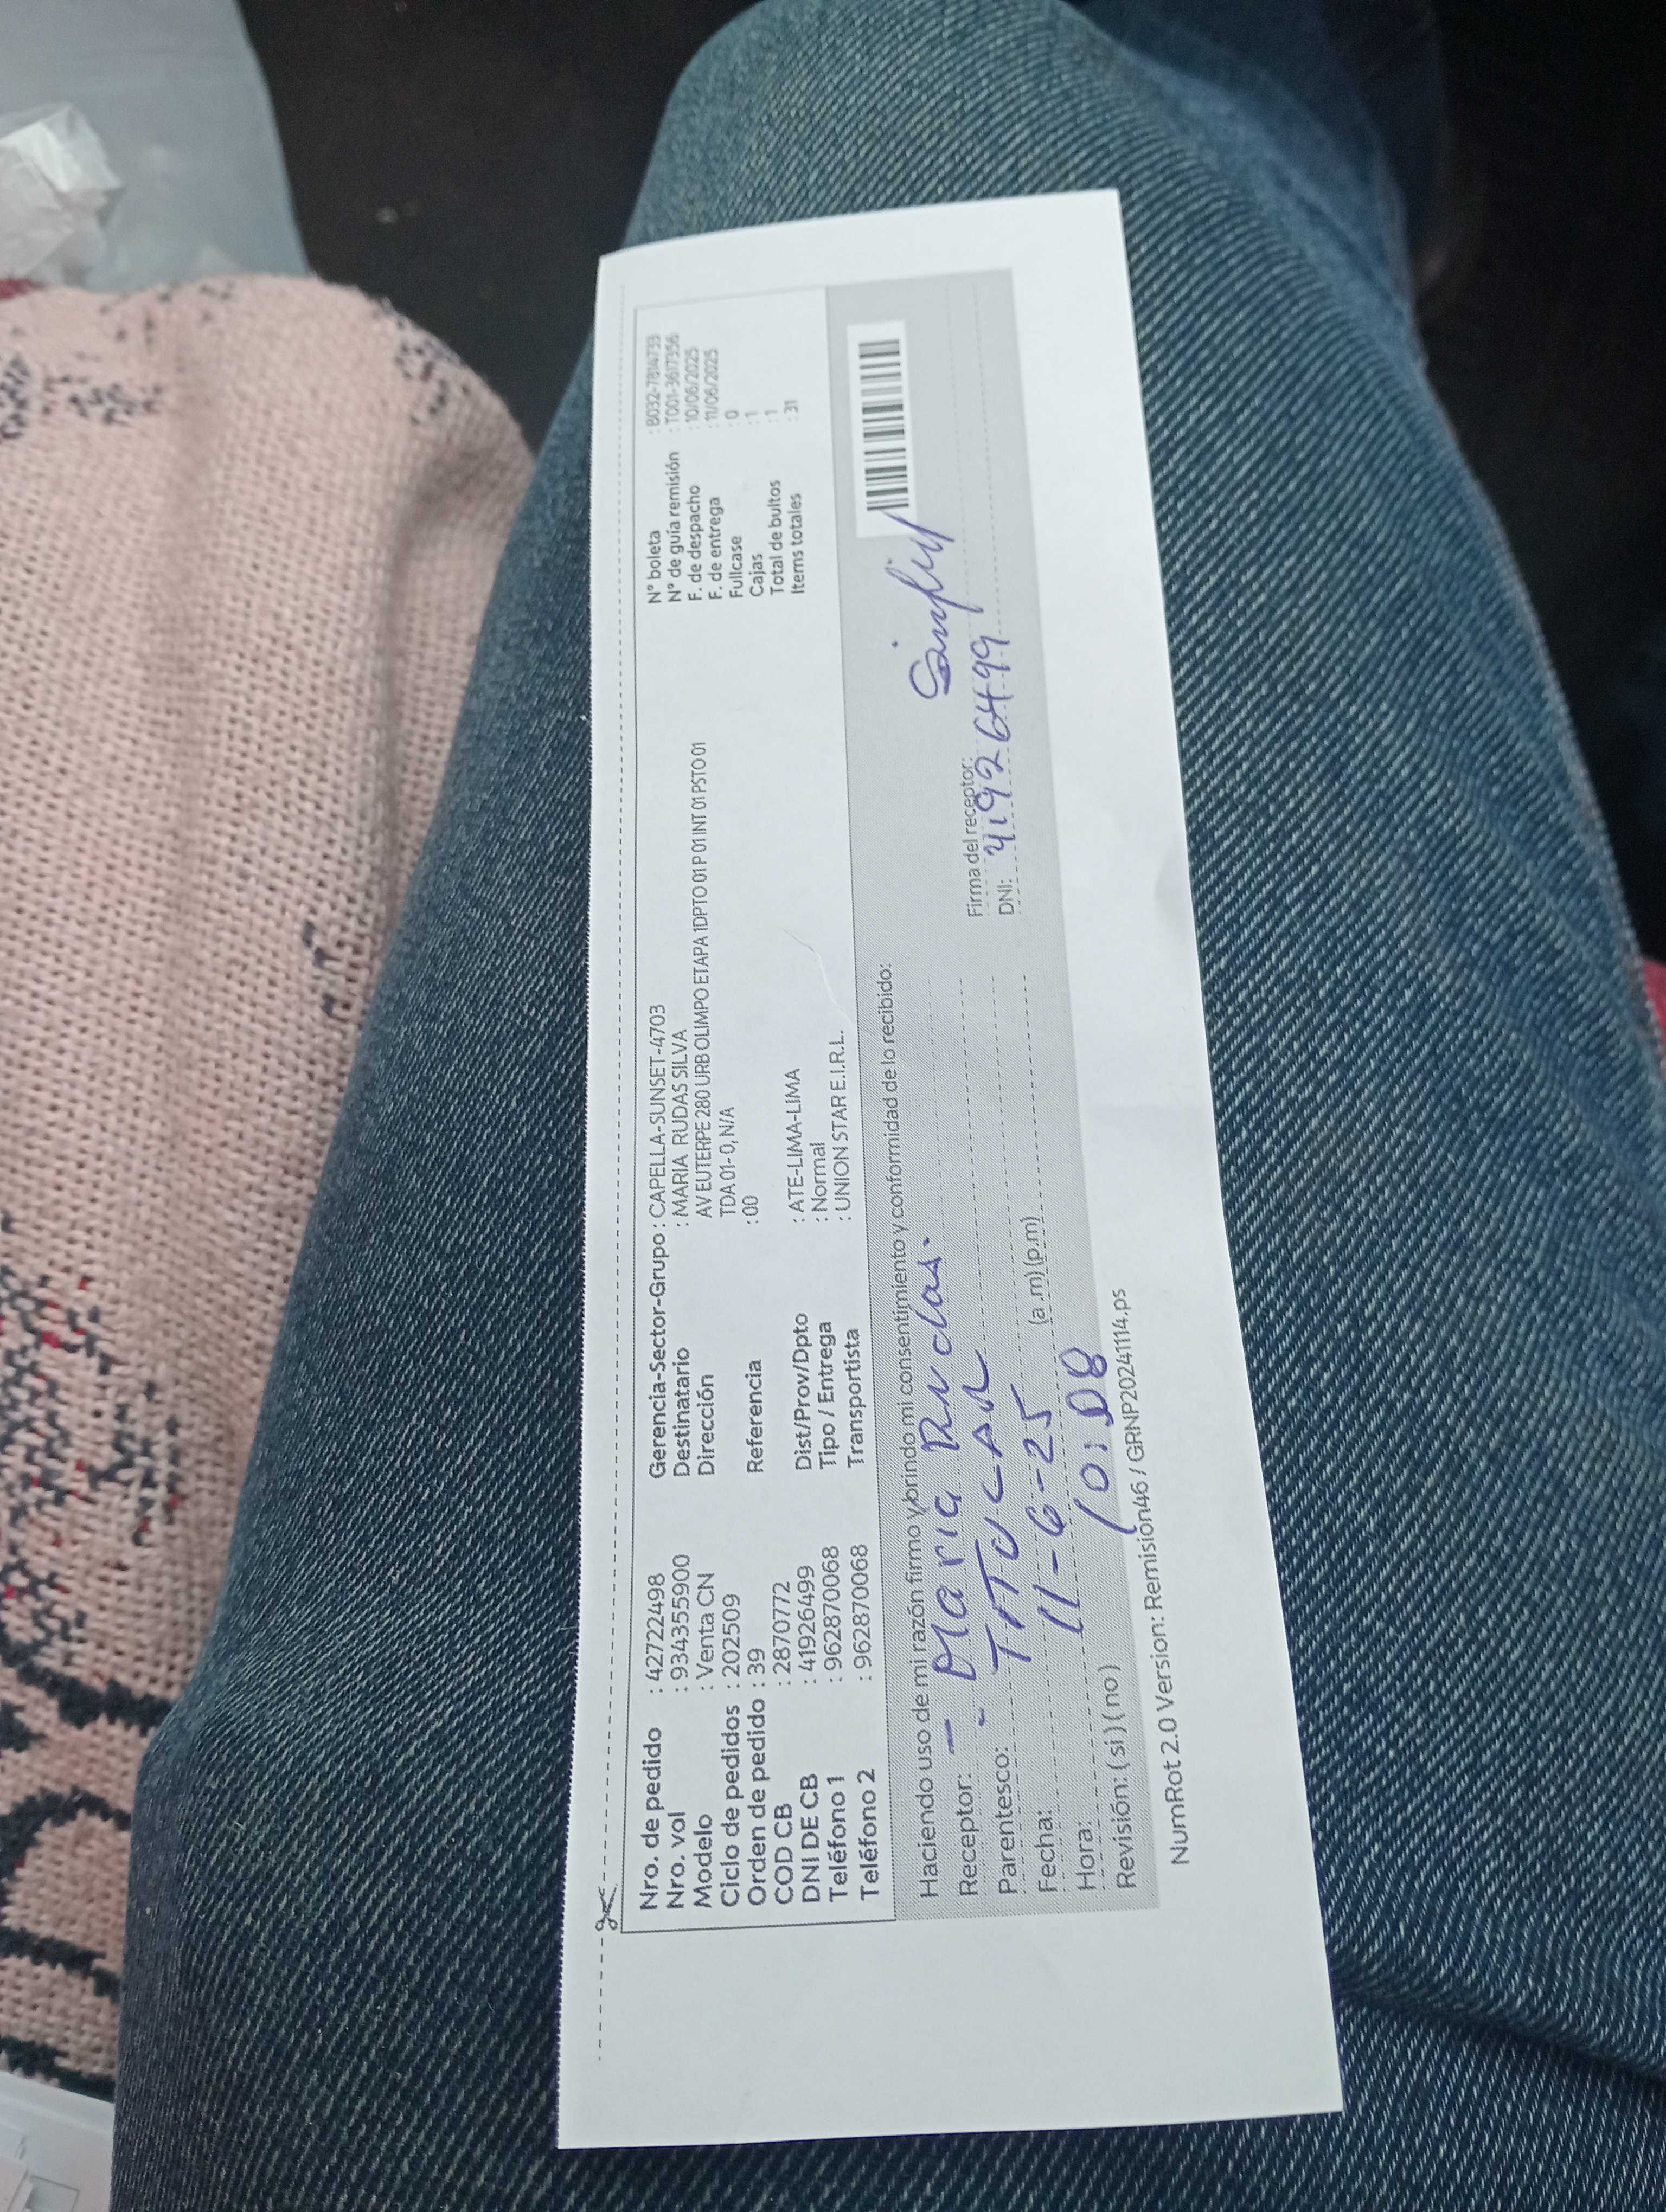 Nro. de pedido : 42722498
Nro. vol : 934355900
Modelo : Venta CN
Ciclo de pedidos : 202509
Orden de pedido : 39
COD CB : 2870772
DNI DE CB : 41926499
Teléfono 1 : 962870068
Teléfono 2 : 962870068
Gerencia-Sector-Grupo : CAPELLA-SUNSET-4703
Destinatario : MARIA RUDAS SILVA
Dirección AV EUTERPE 280 URB OLIMPO ETAPA 1DPTO 01 P 01 INT 01 PSTO 01
TDA 01- 0, N/A
Referencia : 00
Dist/Prov/Dpto : ATE-LIMA-LIMA
Tipo / Entrega : Normal
Transportista : UNION STAR E.I.R.L.
N° boleta : B032-7814733
N° de guía remisión : T001-3617356
F. de despacho : 10/06/2025
F. de entrega : 11/06/2025
Fullcase : 0
Cajas : 1
Total de bultos : 1
Items totales : 31
Haciendo uso de mi razón firmo y brindo mi consentimiento y conformidad de lo recibido:
Receptor: - Maria Rudas.
Parentesco: - TITUCAR
Fecha: 11-6-25
Hora: 10:08 (a.m) (p.m)
Revisión: ( si ) ( no )
Firma del receptor:
DNI: 41926499
NumRot 2.0 Version: Remisión46 / GRNP20241114.ps